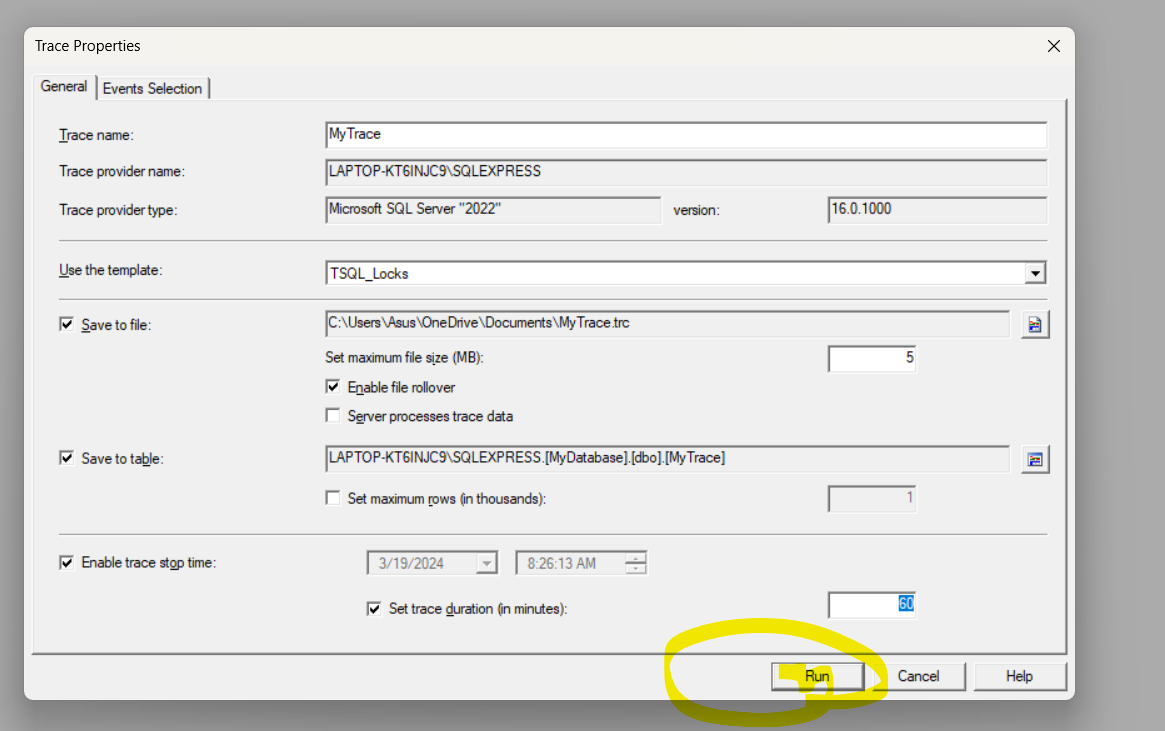 Trace Properties
General Events Selection
Trace name: MyTrace
Trace provider name: LAPTOP-KT6INJC9\SQLEXPRESS
Trace provider type: Microsoft SQL Server "2022" version: 16.0.1000
Use the template: TSQL_Locks
Save to file: C:\Users\Asus\OneDrive\Documents\MyTrace.trc
Set maximum file size (MB): 5
Enable file rollover
Server processes trace data
Save to table: LAPTOP-KT6INJC9\SQLEXPRESS.[MyDatabase].[dbo].[MyTrace]
Set maximum rows (in thousands): 1
Enable trace stop time: 3/19/2024 8:26:13 AM
Set trace duration (in minutes): 60
Run Cancel Help